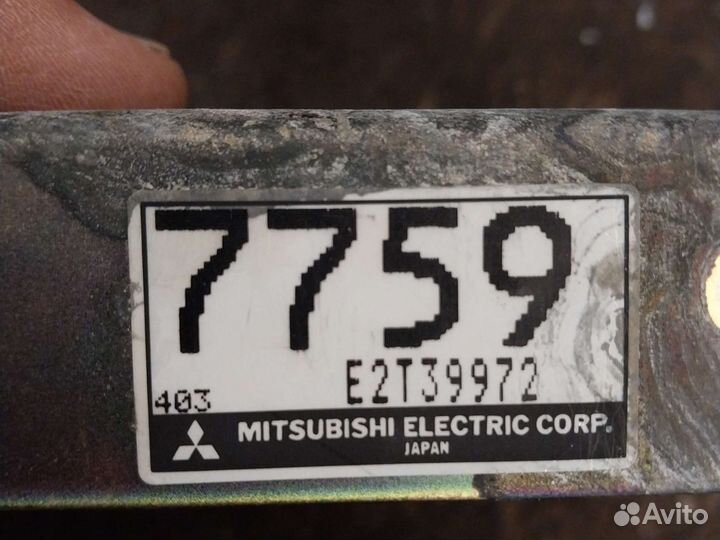 7759
E2T39972
403
MITSUBISHI ELECTRIC CORP.
JAPAN
Avito